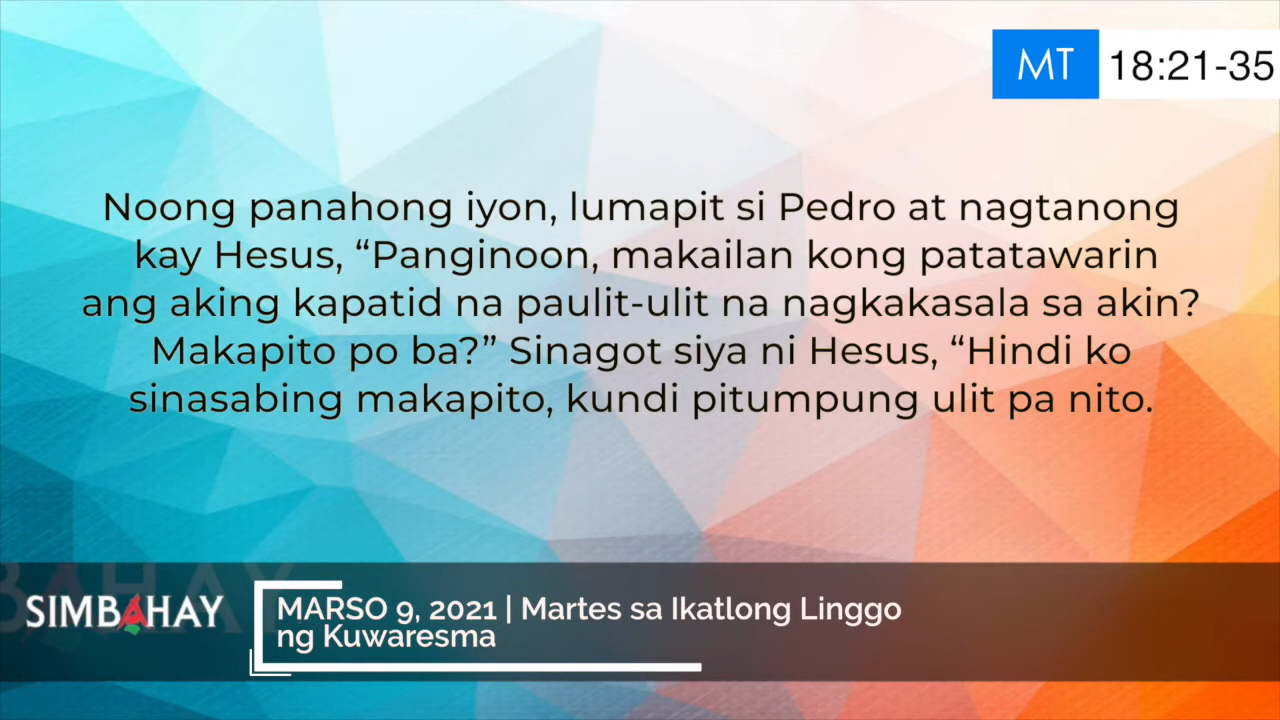 MT 18:21-35
Noong panahong iyon, lumapit si Pedro at nagtanong
kay Hesus, “Panginoon, makailan kong patatawarin
ang aking kapatid na paulit-ulit na nagkakasala sa akin?
Makapito po ba?” Sinagot siya ni Hesus, “Hindi ko
sinasabing makapito, kundi pitumpung ulit pa nito.
SIMBAHAY
MARSO 9, 2021 | Martes sa Ikatlong Linggo
ng Kuwaresma